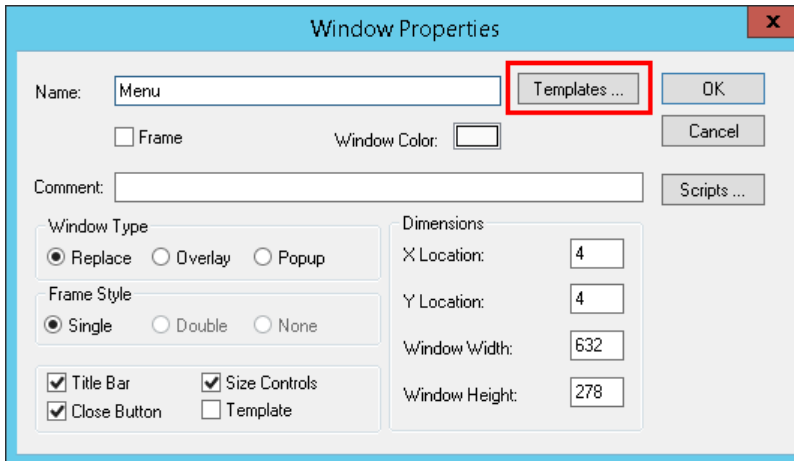 Window Properties
x
Name: Menu Templates ... OK
Frame Window Color: Cancel
Comment: Scripts ...
Window Type Dimensions
Replace Overlay Popup X Location: 4
Frame Style Y Location: 4
Single Double None Window Width: 632
Title Bar Size Controls Window Height: 278
Close Button Template